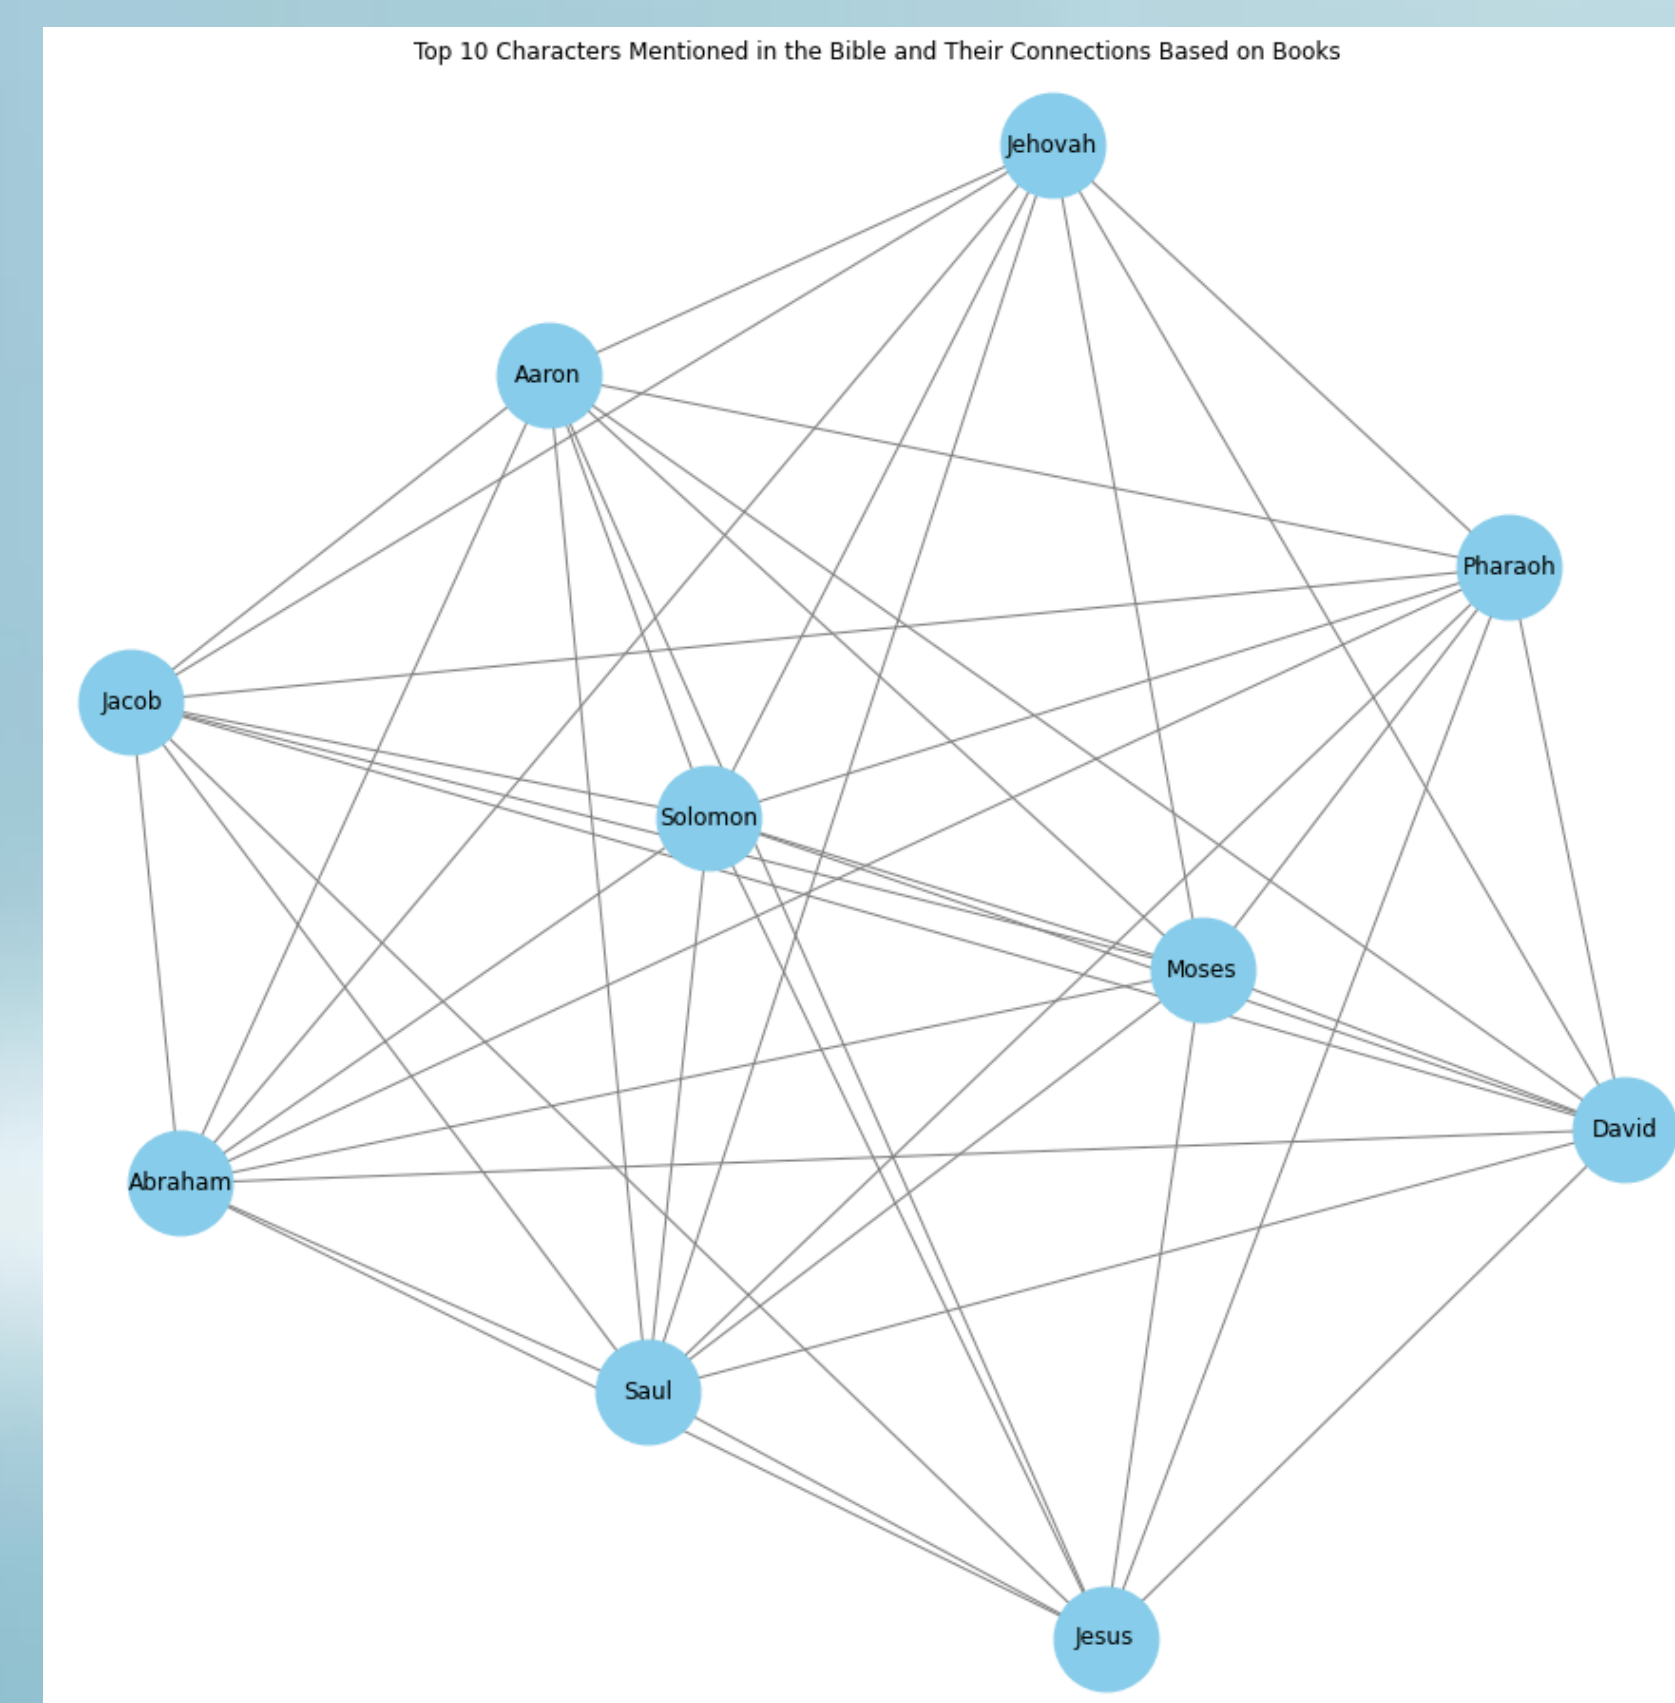 Top 10 Characters Mentioned in the Bible and Their Connections Based on Books
Jehovah
Aaron
Pharaoh
Jacob
Solomon
Moses
David
Abraham
Saul
Jesus